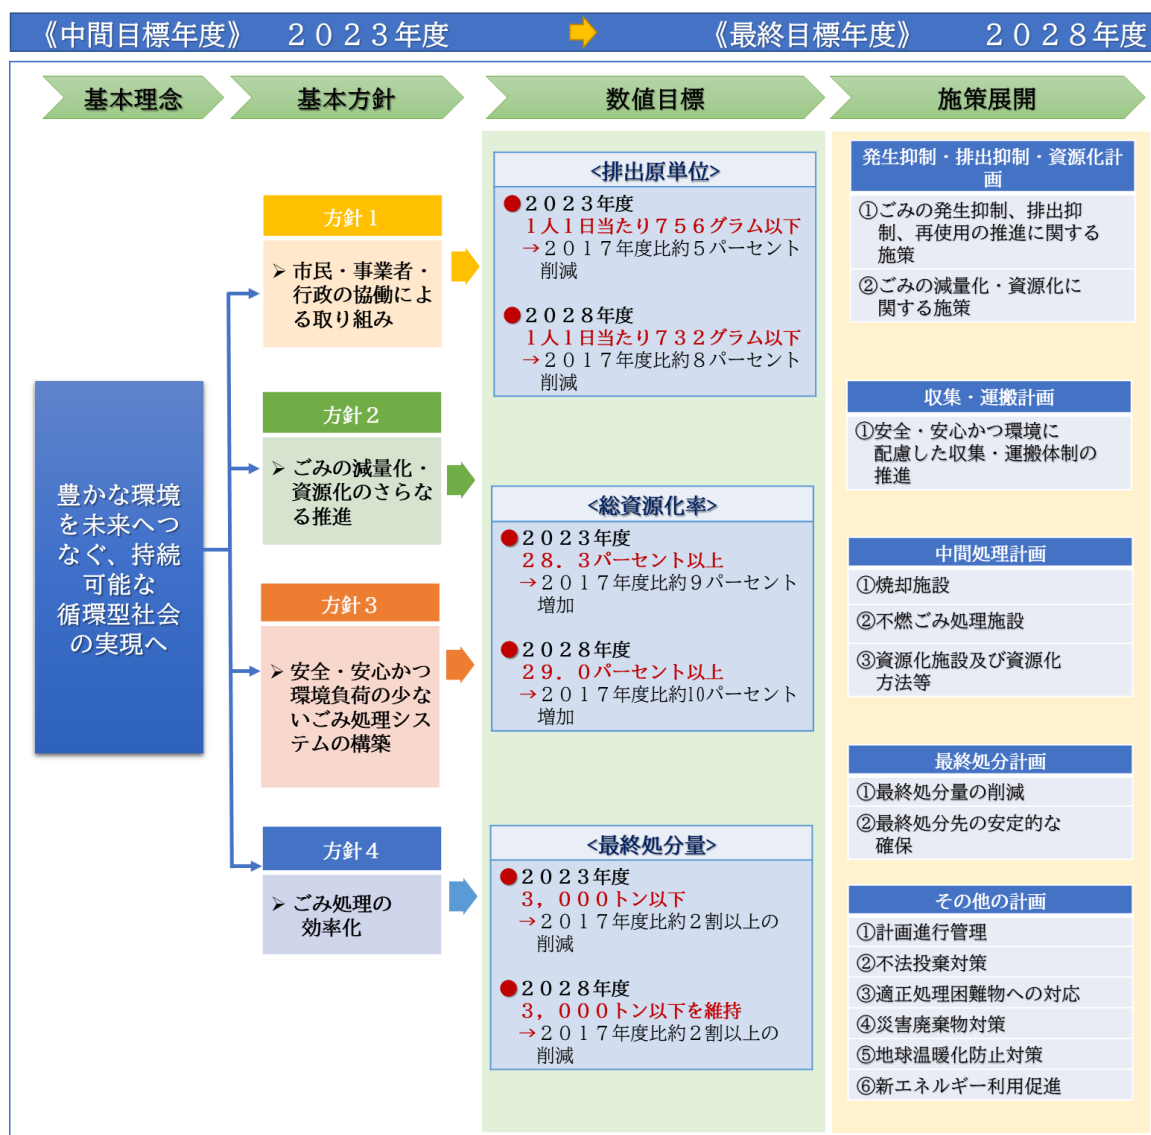 《中間目標年度》 ２０２３年度 《最終目標年度》 ２０２８年度
基本理念
基本方針
数値目標
施策展開
豊かな環境
を未来へつ
なぐ、持続
可能な
循環型社会
の実現へ
方針１
➢ 市民・事業者・
行政の協働によ
る取り組み
方針２
➢ ごみの減量化・
資源化のさらな
る推進
方針３
➢ 安全・安心かつ
環境負荷の少な
いごみ処理シス
テムの構築
方針４
➢ ごみ処理の
効率化
<排出原単位>
●２０２３年度
１人１日当たり７５６グラム以下
→２０１７年度比約５パーセント
削減
●２０２８年度
１人１日当たり７３２グラム以下
→２０１７年度比約８パーセント
削減
<総資源化率>
●２０２３年度
２８．３パーセント以上
→２０１７年度比約９パーセント
増加
●２０２８年度
２９．０パーセント以上
→２０１７年度比約10パーセント
増加
<最終処分量>
●２０２３年度
３，０００トン以下
→２０１７年度比約２割以上の
削減
●２０２８年度
３，０００トン以下を維持
→２０１７年度比約２割以上の
削減
発生抑制・排出抑制・資源化計
画
①ごみの発生抑制、排出抑
制、再使用の推進に関する
施策
②ごみの減量化・資源化に
関する施策
収集・運搬計画
①安全・安心かつ環境に
配慮した収集・運搬体制の
推進
中間処理計画
①焼却施設
②不燃ごみ処理施設
③資源化施設及び資源化
方法等
最終処分計画
①最終処分量の削減
②最終処分先の安定的な
確保
その他の計画
①計画進行管理
②不法投棄対策
③適正処理困難物への対応
④災害廃棄物対策
⑤地球温暖化防止対策
⑥新エネルギー利用促進